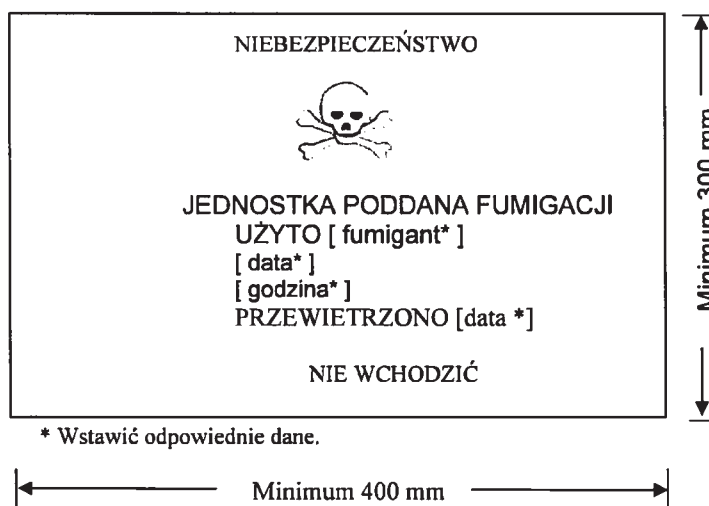 NIEBEZPIECZEŃSTWO
JEDNOSTKA PODDANA FUMIGACJI
UŻYTO [ fumigant* ]
[ data* ]
[ godzina* ]
PRZEWIETRZONO [data *]
NIE WCHODZIĆ
* Wstawić odpowiednie dane.
Minimum 400 mm
Minimum 300 mm